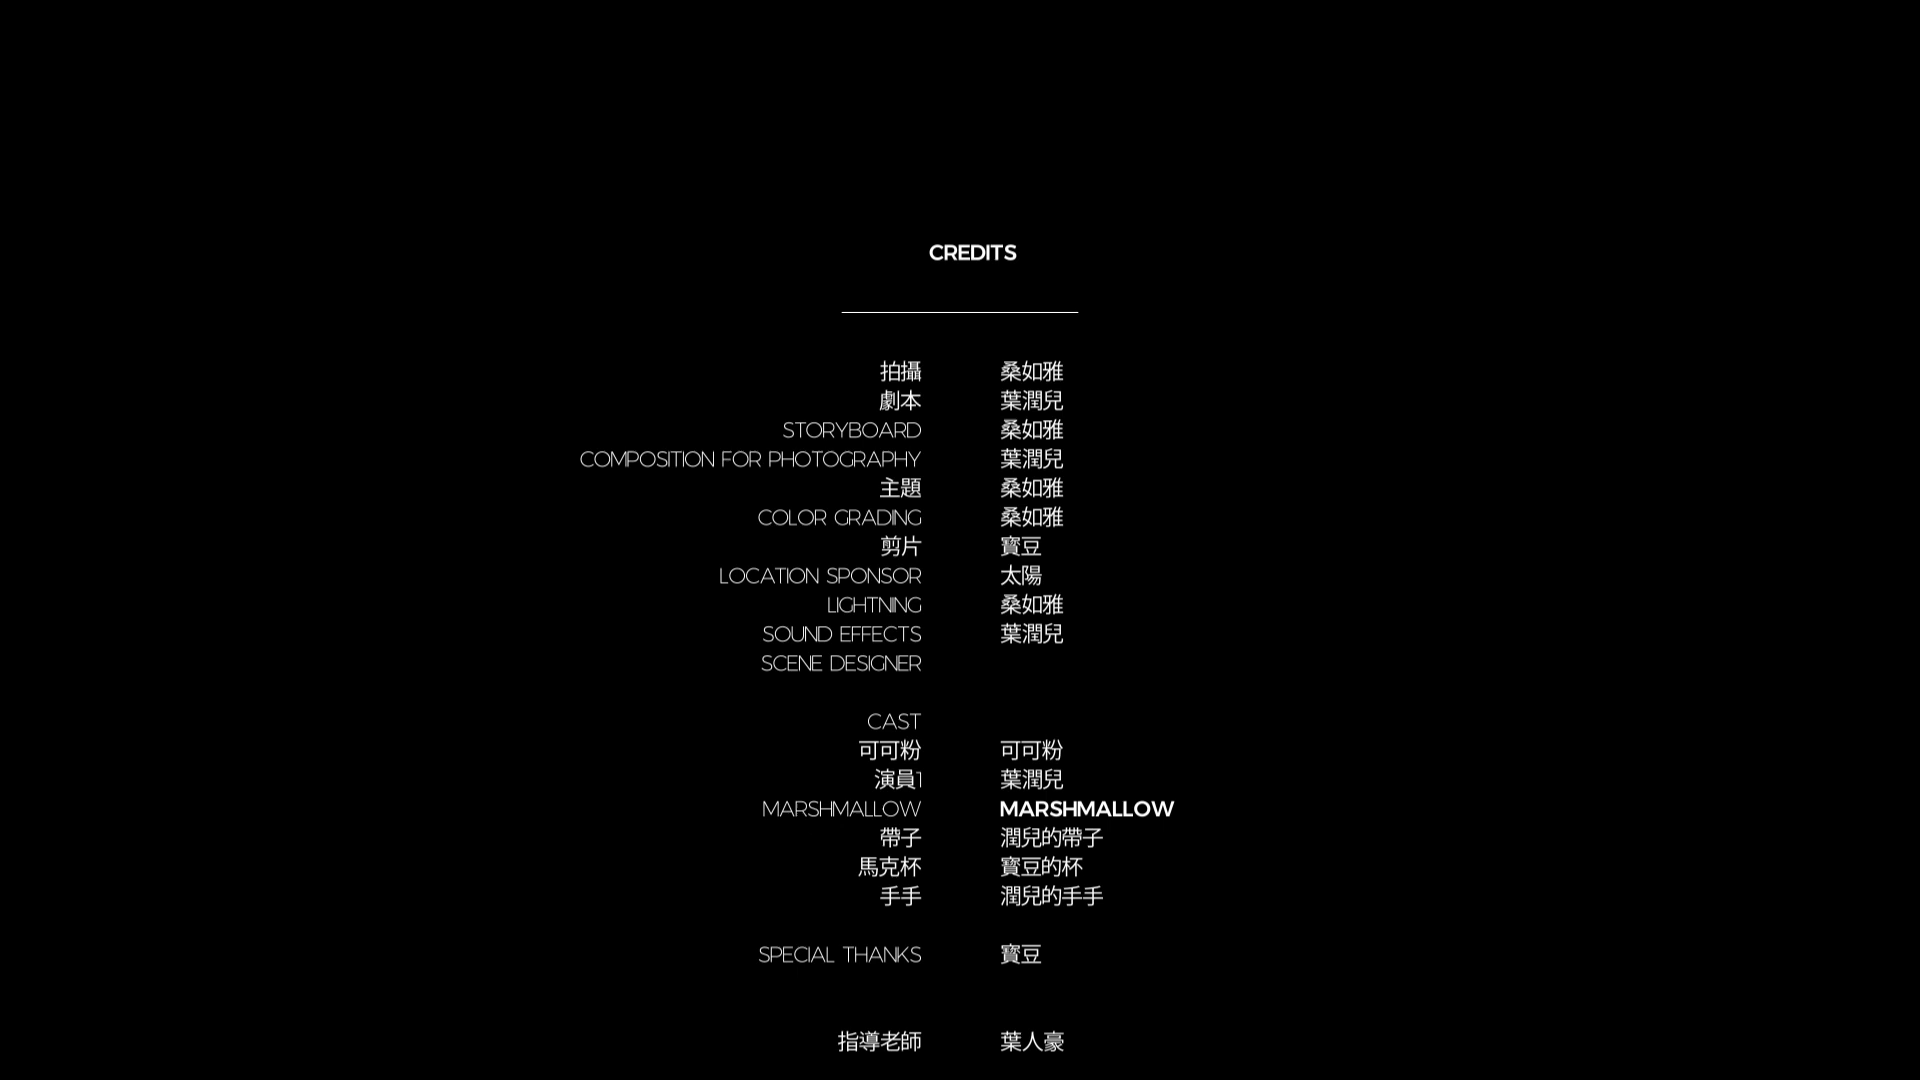 CREDITS
拍攝 桑如雅
劇本 葉潤兒
STORYBOARD 桑如雅
COMPOSITION FOR PHOTOGRAPHY 葉潤兒
主題 桑如雅
COLOR GRADING 桑如雅
剪片 寳豆
LOCATION SPONSOR 太陽
LIGHTNING 桑如雅
SOUND EFFECTS 葉潤兒
SCENE DESIGNER
CAST
可可粉 可可粉
演員1 葉潤兒
MARSHMALLOW MARSHMALLOW
帶子 潤兒的帶子
馬克杯 寳豆的杯
手手 潤兒的手手
SPECIAL THANKS 寳豆
指導老師 葉人豪